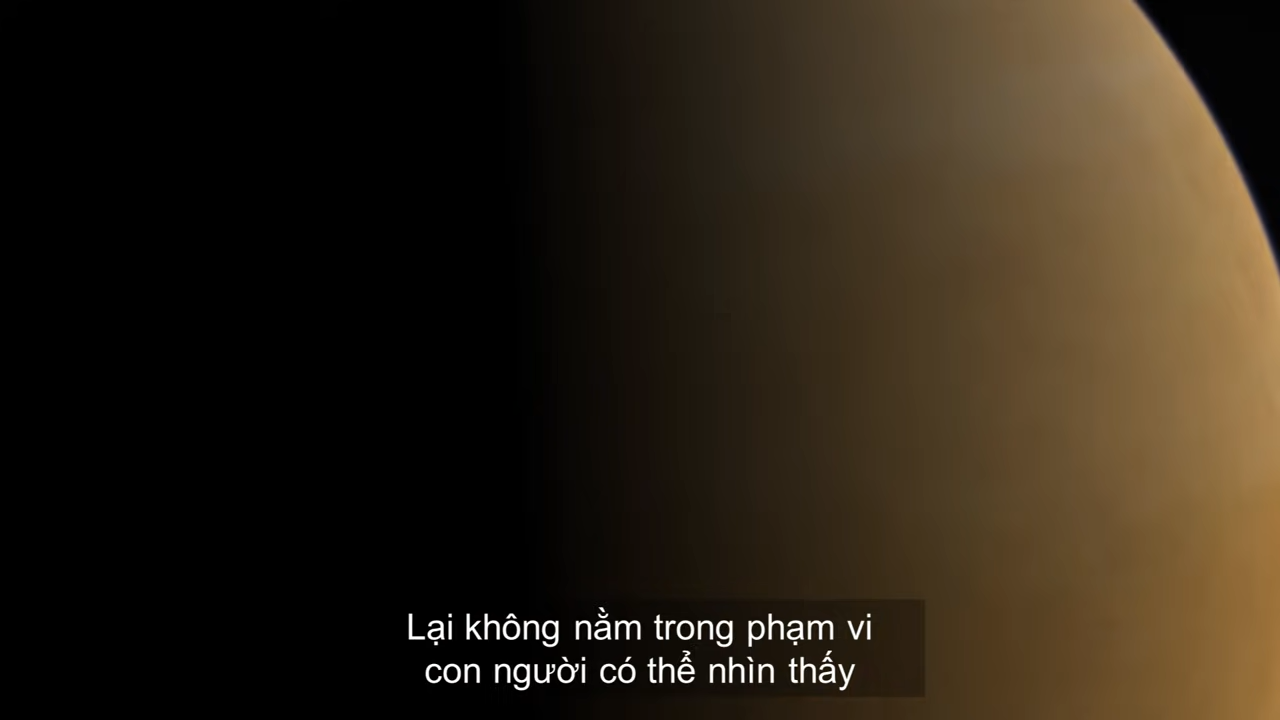 Lại không nằm trong phạm vi
con người có thể nhìn thấy